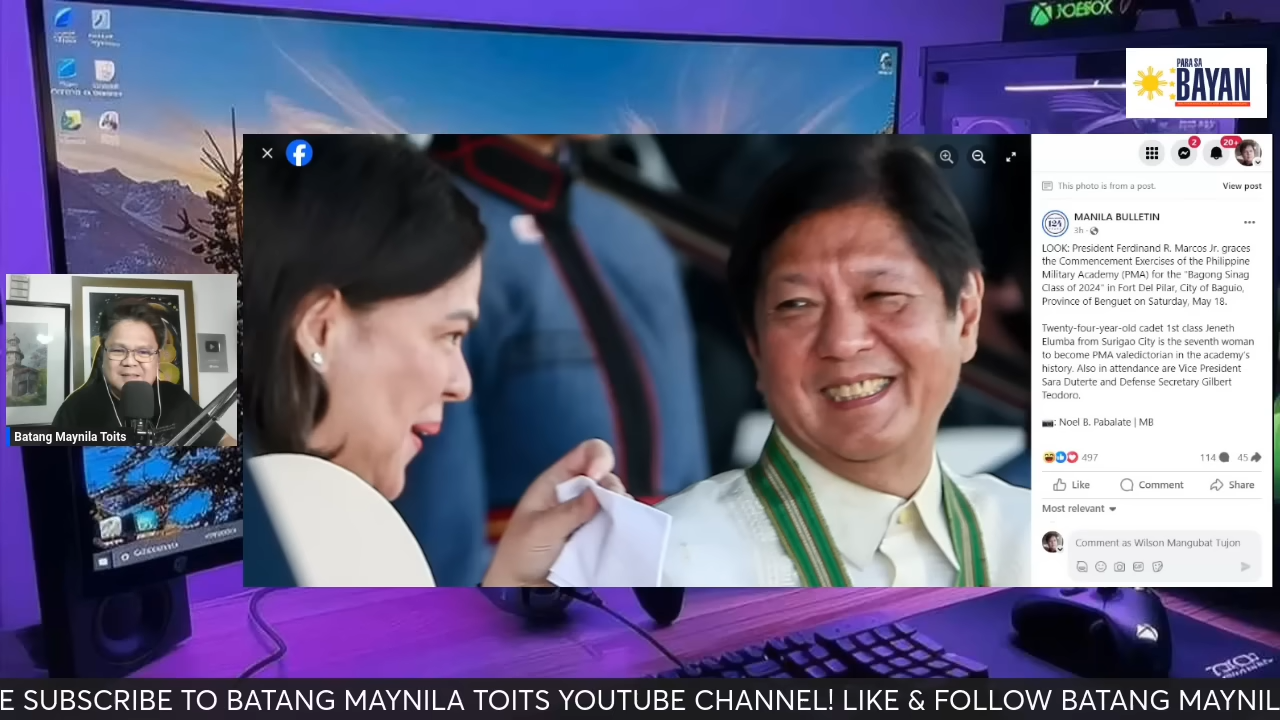 JOEBOX
PARA SA
BAYAN
2
20+
This photo is from a post.
View post
124
MANILA BULLETIN
3h ·
LOOK: President Ferdinand R. Marcos Jr. graces
the Commencement Exercises of the Philippine
Military Academy (PMA) for the "Bagong Sinag
Class of 2024" in Fort Del Pilar, City of Baguio,
Province of Benguet on Saturday, May 18.
Twenty-four-year-old cadet 1st class Jeneth
Elumba from Surigao City is the seventh woman
to become PMA valedictorian in the academy's
history. Also in attendance are Vice President
Sara Duterte and Defense Secretary Gilbert
Teodoro.
: Noel B. Pabalate | MB
497
114
45
Like
Comment
Share
Most relevant
Comment as Wilson Mangubat Tujon
Batang Maynila Toits
E SUBSCRIBE TO BATANG MAYNILA TOITS YOUTUBE CHANNEL! LIKE & FOLLOW BATANG MAYNIL